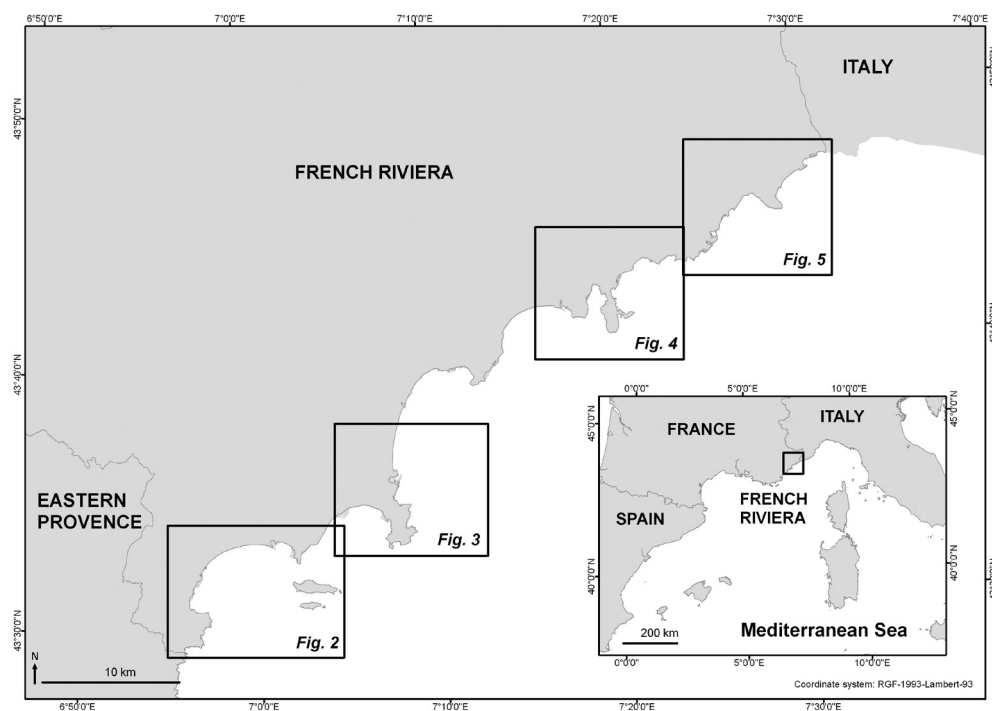 6°50'0"E 7°0'0"E 7°10'0"E 7°20'0"E 7°30'0"E 7°40'0"E
ITALY
43°50'0"N
FRENCH RIVIERA
Fig. 5
Fig. 4
43°40'0"N
0°0'0" 5°0'0"E 10°0'0"E
45°0'0"N
45°0'0"N
FRANCE
ITALY
EASTERN
PROVENCE
Fig. 3
FRENCH
RIVIERA
SPAIN
40°0'0"N
40°0'0"N
Fig. 2
43°30'0"N
200 km
Mediterranean Sea
0°0'0" 5°0'0"E 10°0'0"E
N
10 km
Coordinate system: RGF-1993-Lambert-93
6°50'0"E 7°0'0"E 7°10'0"E 7°20'0"E 7°30'0"E